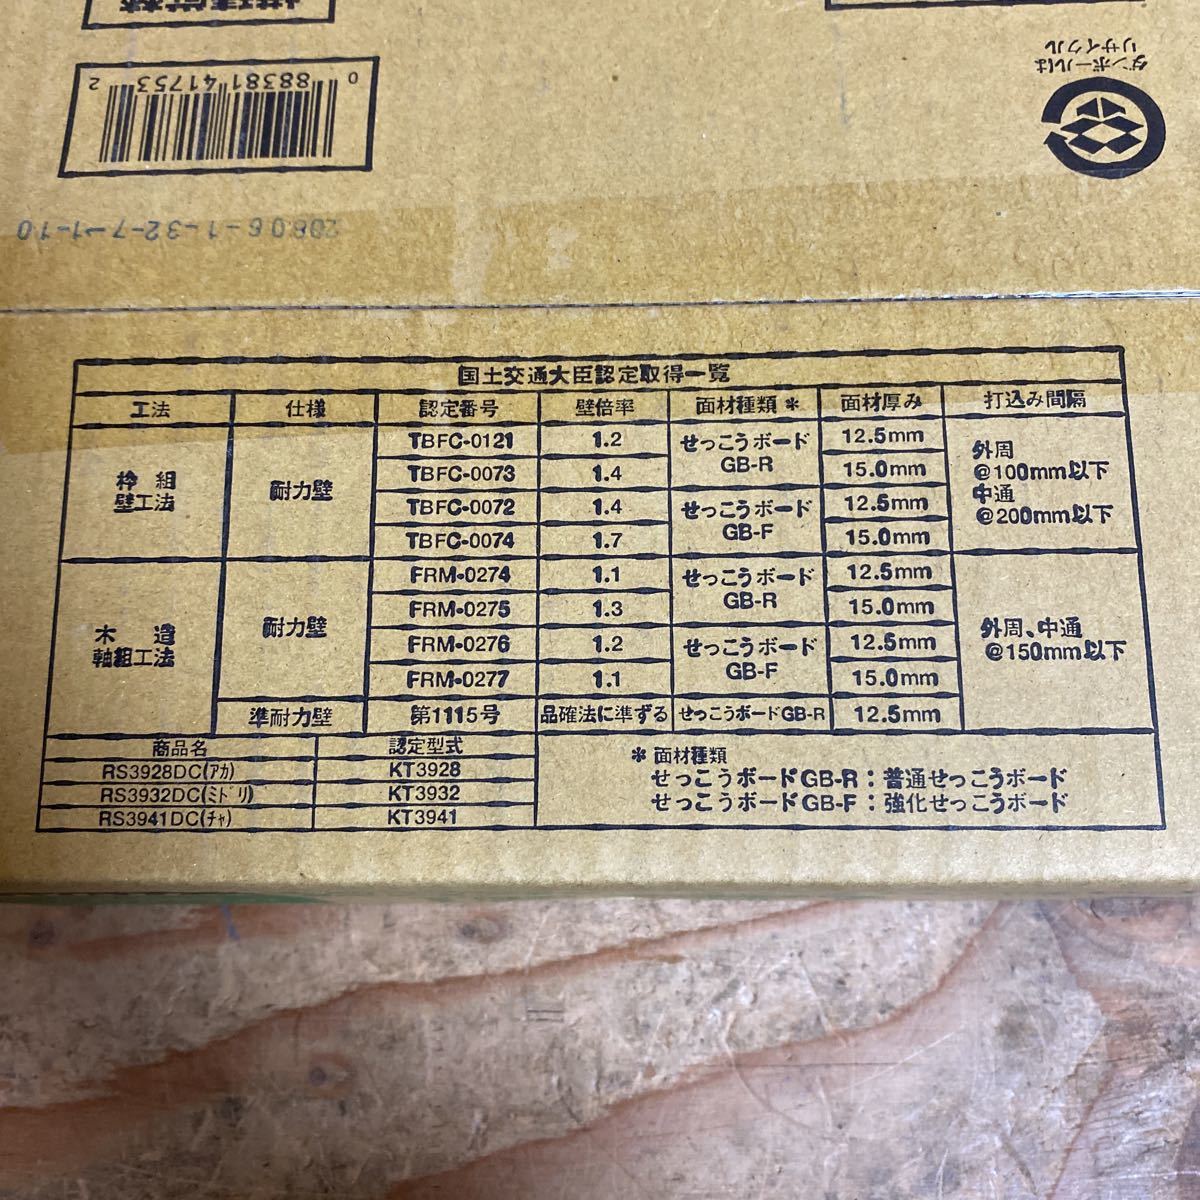 0 88381 41753 2
ダンボールは
リサイクル
20806-1-32-7→1-10
国土交通大臣認定取得一覧
工法 仕様 認定番号 壁倍率 面材種類＊ 面材厚み 打込み間隔
枠組
壁工法
耐力壁
TBFC-0121 1.2 せっこうボード GB-R 12.5mm
TBFC-0073 1.4 15.0mm
TBFC-0072 1.4 せっこうボード GB-F 12.5mm
TBFC-0074 1.7 15.0mm
外周
@100mm以下
中通
@200mm以下
木造
軸組工法
耐力壁
FRM-0274 1.1 せっこうボード GB-R 12.5mm
FRM-0275 1.3 15.0mm
FRM-0276 1.2 せっこうボード GB-F 12.5mm
FRM-0277 1.1 15.0mm
外周、中通
@150mm以下
準耐力壁 第1115号 品確法に準ずる せっこうボードGB-R 12.5mm
商品名 認定型式
RS3928DC(アカ) KT3928
RS3932DC(ミドリ) KT3932
RS3941DC(チャ) KT3941
＊面材種類
せっこうボードGB-R：普通せっこうボード
せっこうボードGB-F：強化せっこうボード